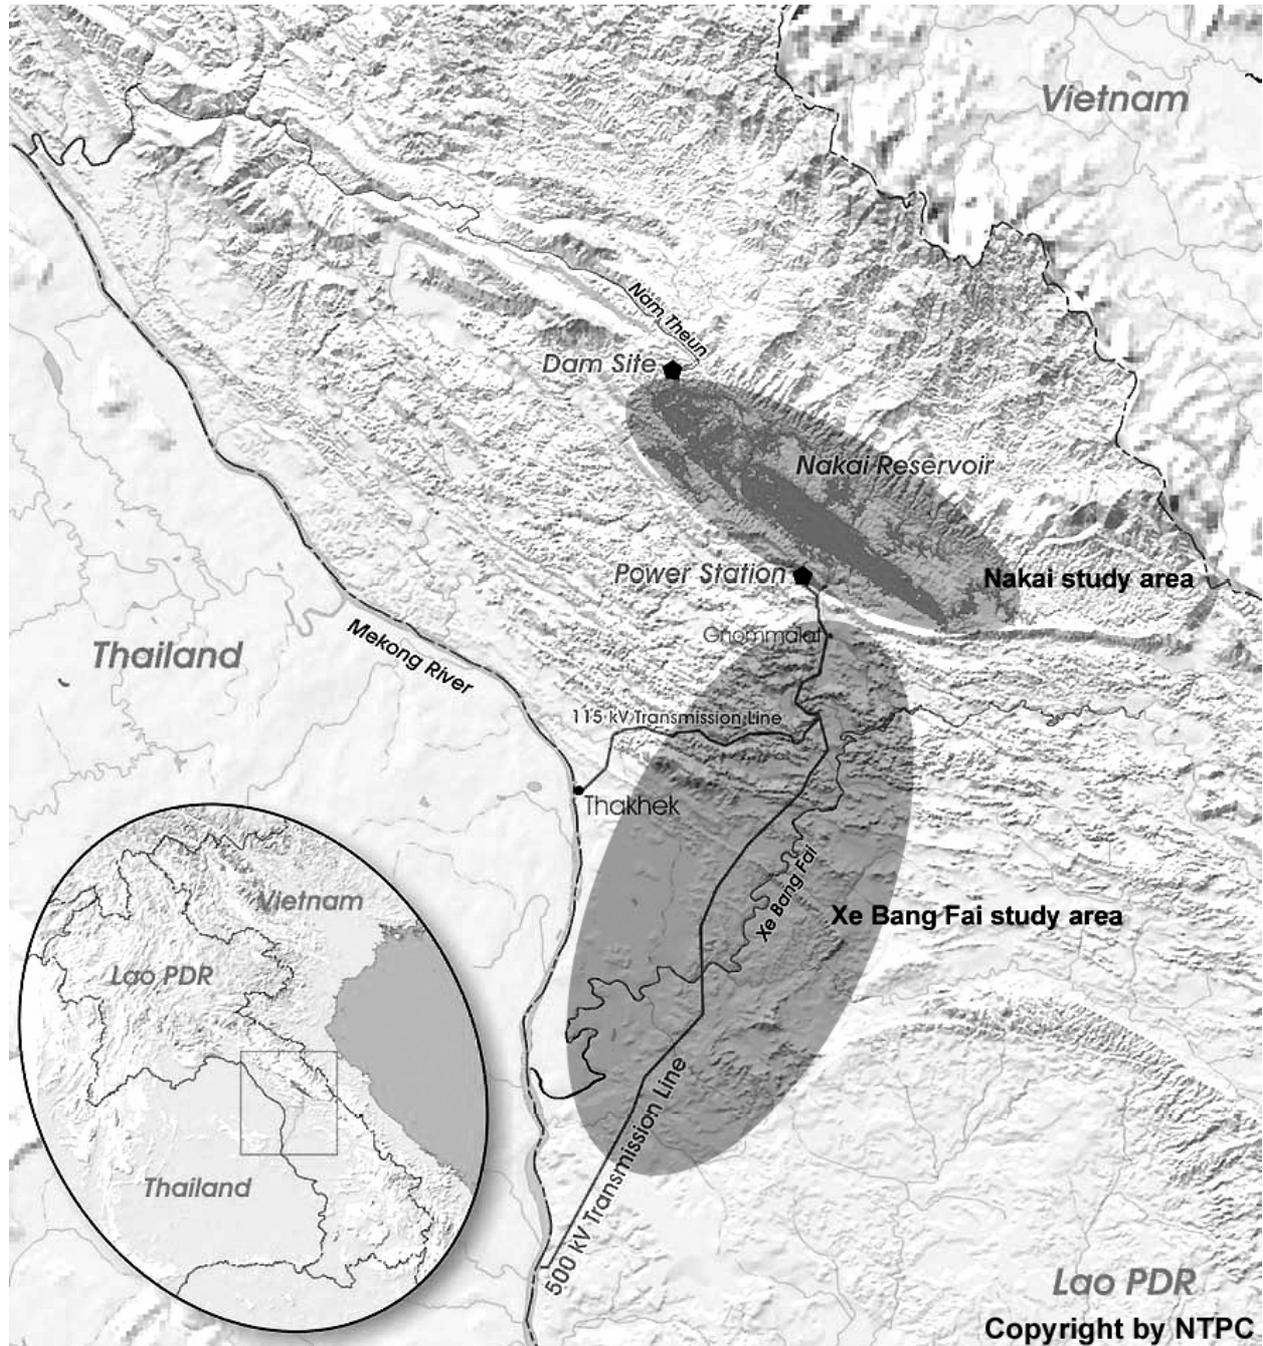 Vietnam
Nam Theun
Dam Site
Nakai Reservoir
Power Station
Nakai study area
Gnommalat
Thailand
Mekong River
115 kV Transmission Line
Thakhek
Xe Bang Fai
Xe Bang Fai study area
Vietnam
Lao PDR
Thailand
500 kV Transmission Line
Lao PDR
Copyright by NTPC